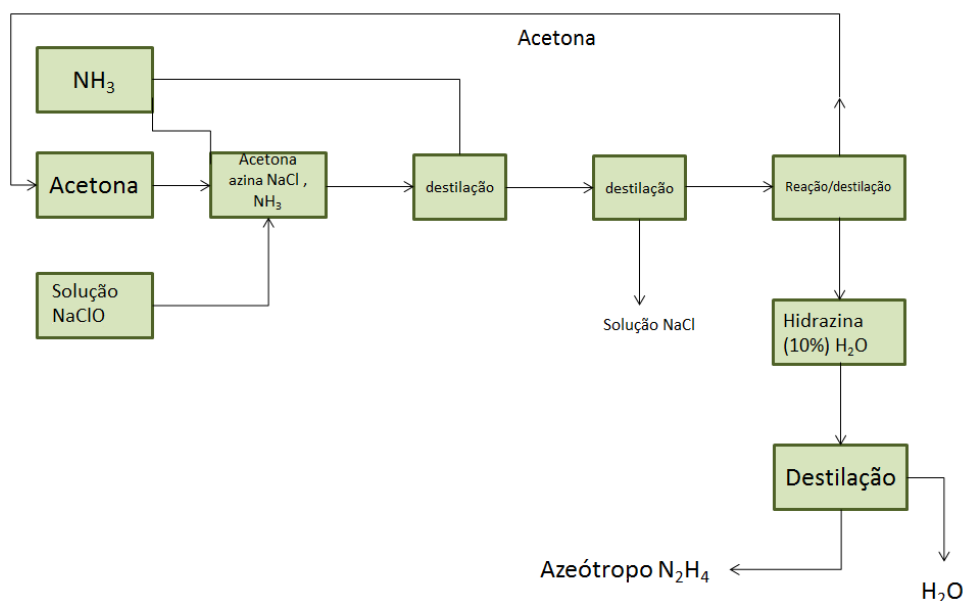 Acetona
NH₃
Acetona
Acetona
azina NaCl ,
NH₃
destilação
destilação
Reação/destilação
Solução
NaClO
Solução NaCl
Hidrazina
(10%) H₂O
Destilação
Azeótropo N₂H₄
H₂O